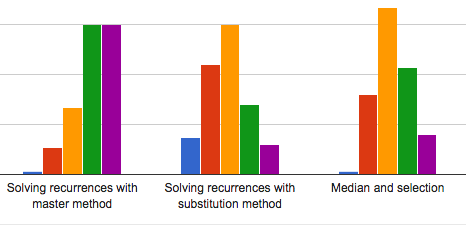 Solving recurrences with
master method
Solving recurrences with
substitution method
Median and selection